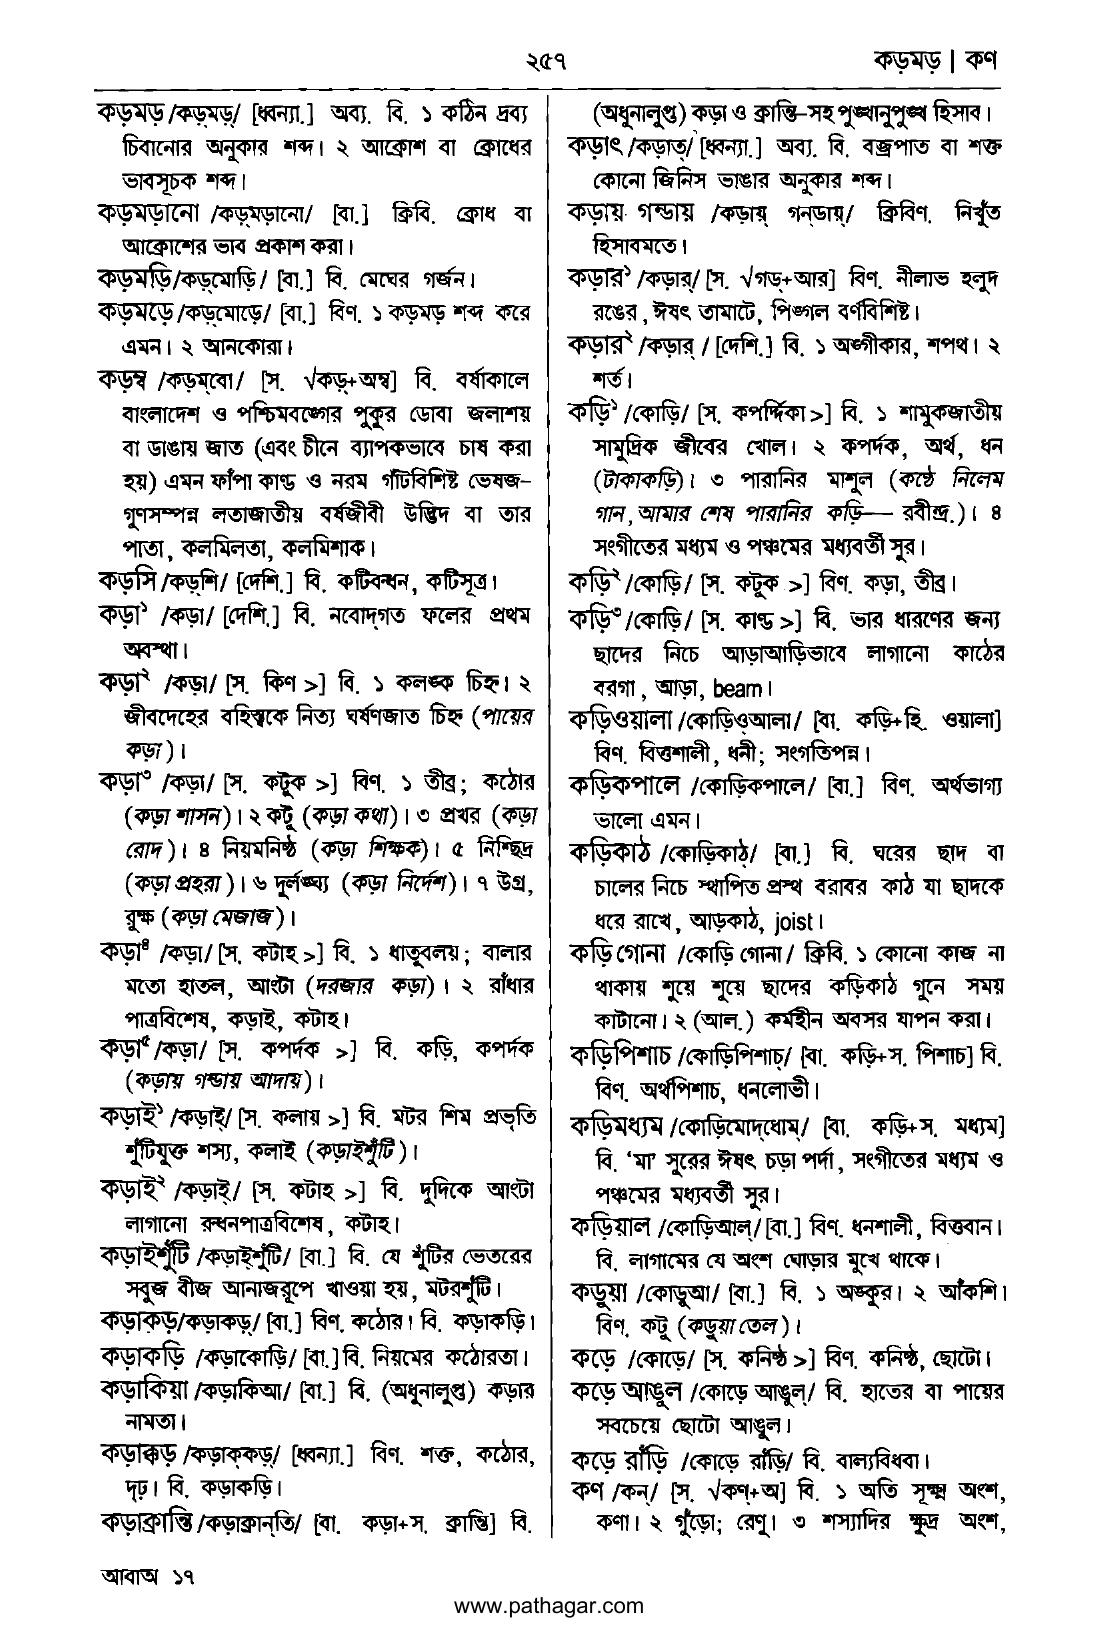 ২৫৭
কড়মড় | কণ
কড়মড় /কড়্‌মড়্‌/ [ধ্বন্যা.] অব্য. বি. ১ কঠিন দ্রব্য
চিবানোর অনুকার শব্দ। ২ আক্রোশ বা ক্রোধের
ভাবসূচক শব্দ।
কড়মড়ানো /কড়্‌মড়ানো/ [বা.] ক্রিবি. ক্রোধ বা
আক্রোশের ভাব প্রকাশ করা।
কড়মড়ি/কড়্‌মোড়ি/ [বা.] বি. মেঘের গর্জন।
কড়মড়ে/কড়্‌মোড়ে/ [বা.] বিণ. ১ কড়মড় শব্দ করে
এমন। ২ আনকোরা।
কড়ম্ব /কড়ম্‌বো/ [স. √কড়্‌+অম্ব] বি. বর্ষাকালে
বাংলাদেশ ও পশ্চিমবঙ্গের পুকুর ডোবা জলাশয়
বা ডাঙায় জাত (এবং চীনে ব্যাপকভাবে চাষ করা
হয়) এমন ফাঁপা কাণ্ড ও নরম গাঁটবিশিষ্ট ভেষজ–
গুণসম্পন্ন লতাজাতীয় বর্ষজীবী উদ্ভিদ বা তার
পাতা, কলমিলতা, কলমিশাক।
কড়সি /কড়্‌শি/ [দেশি.] বি. কটিবন্ধন, কটিসূত্র।
কড়া১ /কড়া/ [দেশি.] বি. নবোদ্‌গত ফলের প্রথম
অবস্থা।
কড়া২ /কড়া/ [স. কিণ >] বি. ১ কলঙ্ক চিহ্ন। ২
জীবদেহের বহিস্ত্বকে নিত্য ঘর্ষণজাত চিহ্ন (পায়ের
কড়া)।
কড়া৩ /কড়া/ [স. কটুক >] বিণ. ১ তীব্র; কঠোর
(কড়া শাসন)। ২ কটু (কড়া কথা)। ৩ প্রখর (কড়া
রোদ)। ৪ নিয়মনিষ্ঠ (কড়া শিক্ষক)। ৫ নিশ্ছিদ্র
(কড়া প্রহরা)। ৬ দুর্লঙ্ঘ্য (কড়া নির্দেশ)। ৭ উগ্র,
রুক্ষ (কড়া মেজাজ)।
কড়া৪ /কড়া/ [স. কটাহ >] বি. ১ ধাতুবলয়; বালার
মতো হাতল, আংটা (দরজার কড়া)। ২ রাঁধার
পাত্রবিশেষ, কড়াই, কটাহ।
কড়া৫ /কড়া/ [স. কপর্দক >] বি. কড়ি, কপর্দক
(কড়ায় গন্ডায় আদায়)।
কড়াই১ /কড়াই্‌/ [স. কলায় >] বি. মটর শিম প্রভৃতি
শুঁটিযুক্ত শস্য, কলাই (কড়াইশুঁটি)।
কড়াই২ /কড়াই্‌/ [স. কটাহ >] বি. দুদিকে আংটা
লাগানো রন্ধনপাত্রবিশেষ, কটাহ।
কড়াইশুঁটি /কড়াই্‌শুঁটি/ [বা.] বি. যে শুঁটির ভেতরের
সবুজ বীজ আনাজরূপে খাওয়া হয়, মটরশুঁটি।
কড়াকড়/কড়াকড়্‌/ [বা.] বিণ. কঠোর। বি. কড়াকড়ি।
কড়াকড়ি /কড়াকোড়ি/ [বা.] বি. নিয়মের কঠোরতা।
কড়াকিয়া /কড়াকিআ/ [বা.] বি. (অধুনালুপ্ত) কড়ার
নামতা।
কড়াক্কড় /কড়াক্‌কড়্‌/ [ধ্বন্যা.] বিণ. শক্ত, কঠোর,
দৃঢ়। বি. কড়াকড়ি।
কড়াক্রান্তি /কড়াক্রান্‌তি/ [বা. কড়া+স. ক্রান্তি] বি.
(অধুনালুপ্ত) কড়া ও ক্রান্তি–সহ পুঙ্খানুপুঙ্খ হিসাব।
কড়াৎ /কড়াত্‌/ [ধ্বন্যা.] অব্য. বি. বজ্রপাত বা শক্ত
কোনো জিনিস ভাঙার অনুকার শব্দ।
কড়ায় গন্ডায় /কড়ায়্‌ গন্‌ডায়্‌/ ক্রিবিণ. নিখুঁত
হিসাবমতে।
কড়ার১ /কড়ার্‌/ [স. √গড়্‌+আর] বিণ. নীলাভ হলুদ
রঙের, ঈষৎ তামাটে, পিঙ্গল বর্ণবিশিষ্ট।
কড়ার২ /কড়ার্‌ / [দেশি.] বি. ১ অঙ্গীকার, শপথ। ২
শর্ত।
কড়ি১ /কোড়ি/ [স. কপর্দ্দিকা >] বি. ১ শামুকজাতীয়
সামুদ্রিক জীবের খোল। ২ কপর্দক, অর্থ, ধন
(টাকাকড়ি)। ৩ পারানির মাশুল (কণ্ঠে নিলেম
গান, আমার শেষ পারানির কড়ি— রবীন্দ্র.)। ৪
সংগীতের মধ্যম ও পঞ্চমের মধ্যবর্তী সুর।
কড়ি২ /কোড়ি/ [স. কটুক >] বিণ. কড়া, তীব্র।
কড়ি৩ /কোড়ি/ [স. কাণ্ড >] বি. ভার ধারণের জন্য
ছাদের নিচে আড়াআড়িভাবে লাগানো কাঠের
বরগা, আড়া, beam।
কড়িওয়ালা /কোড়িও্‌আলা/ [বা. কড়ি+হি. ওয়ালা]
বিণ. বিত্তশালী, ধনী; সংগতিপন্ন।
কড়িকপালে /কোড়িকপালে/ [বা.] বিণ. অর্থভাগ্য
ভালো এমন।
কড়িকাঠ /কোড়িকাঠ্‌/ [বা.] বি. ঘরের ছাদ বা
চালের নিচে স্থাপিত প্রস্থ বরাবর কাঠ যা ছাদকে
ধরে রাখে, আড়কাঠ, joist।
কড়ি গোনা /কোড়ি গোনা/ ক্রিবি. ১ কোনো কাজ না
থাকায় শুয়ে শুয়ে ছাদের কড়িকাঠ গুনে সময়
কাটানো। ২ (আল.) কর্মহীন অবসর যাপন করা।
কড়িপিশাচ /কোড়িপিশাচ্‌/ [বা. কড়ি+স. পিশাচ] বি.
বিণ. অর্থপিশাচ, ধনলোভী।
কড়িমধ্যম /কোড়িমোদ্‌ধোম্‌/ [বা. কড়ি+স. মধ্যম]
বি. ‘মা’ সুরের ঈষৎ চড়া পর্দা, সংগীতের মধ্যম ও
পঞ্চমের মধ্যবর্তী সুর।
কড়িয়াল /কোড়িআল্‌/ [বা.] বিণ. ধনশালী, বিত্তবান।
বি. লাগামের যে অংশ ঘোড়ার মুখে থাকে।
কড়ুয়া /কোড়ুআ/ [বা.] বি. ১ অঙ্কুর। ২ আঁকশি।
বিণ. কটু (কড়ুয়া তেল)।
কড়ে /কোড়ে/ [স. কনিষ্ঠ >] বিণ. কনিষ্ঠ, ছোটো।
কড়ে আঙুল /কোড়ে আঙুল্‌/ বি. হাতের বা পায়ের
সবচেয়ে ছোটো আঙুল।
কড়ে রাঁড়ি /কোড়ে রাঁড়ি/ বি. বাল্যবিধবা।
কণ /কন্‌/ [স. √কণ্‌+অ] বি. ১ অতি সূক্ষ্ম অংশ,
কণা। ২ গুঁড়ো; রেণু। ৩ শস্যাদির ক্ষুদ্র অংশ,
আবাঅ ১৭
www.pathagar.com